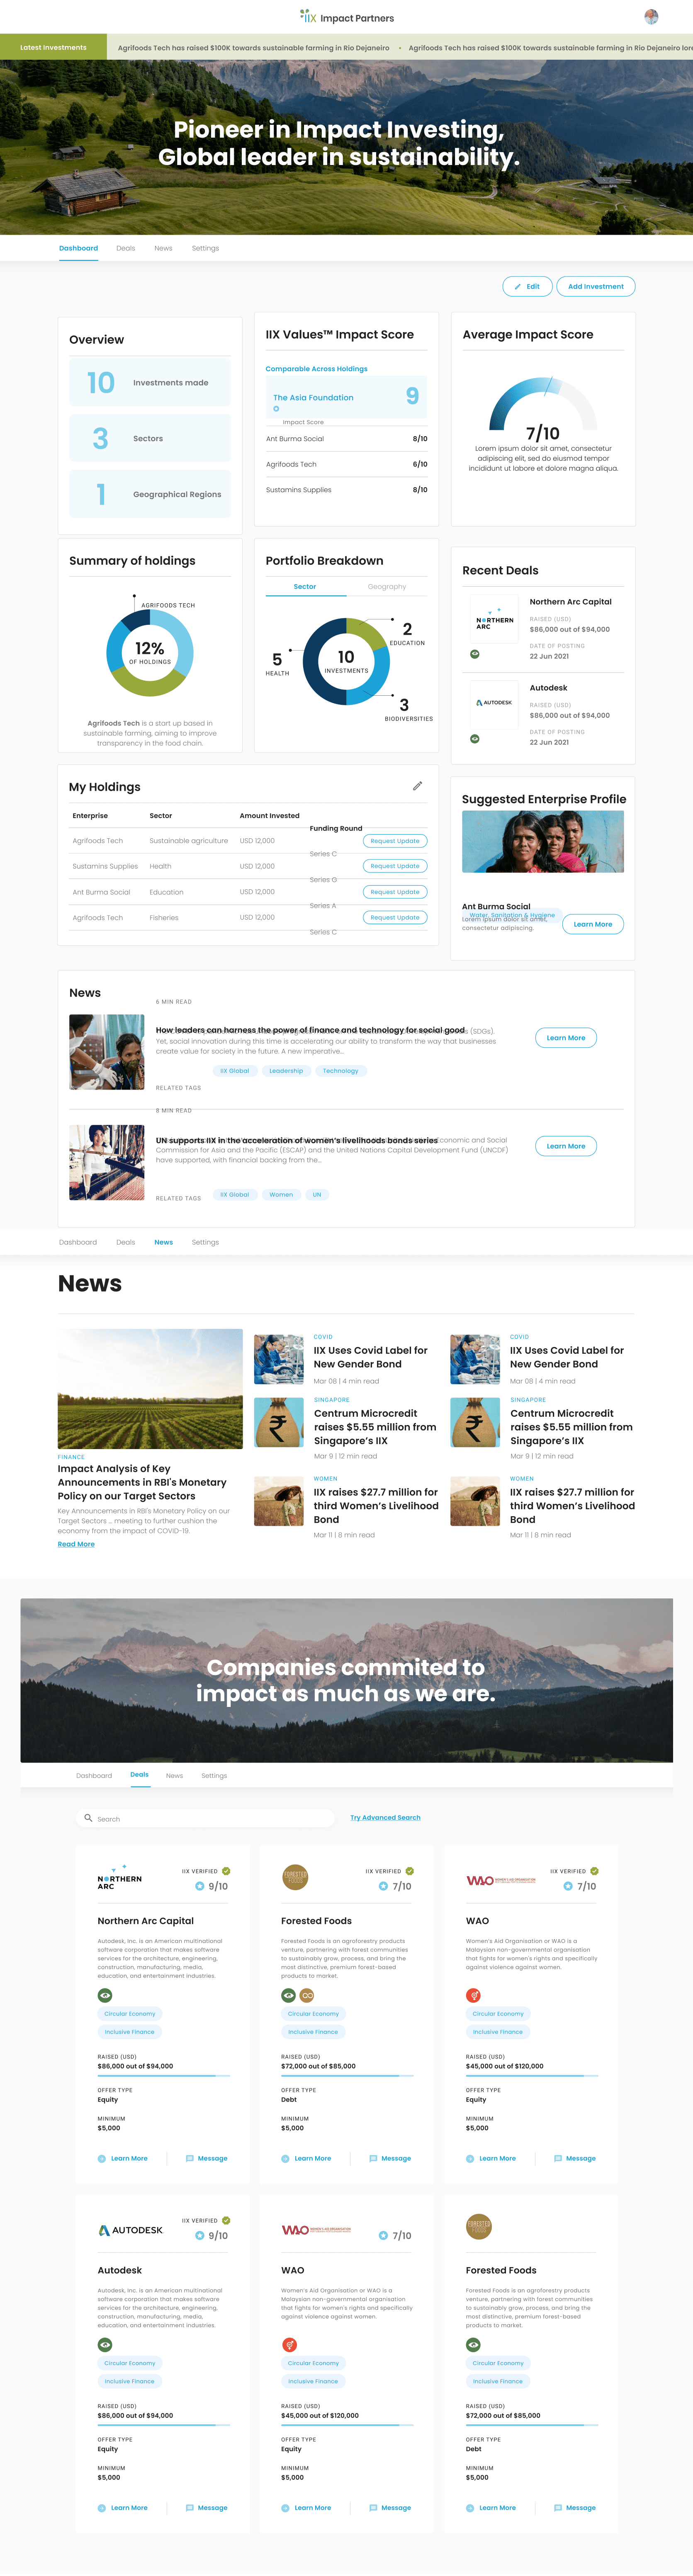 IIX Impact Partners
Latest Investments
Agrifoods Tech has raised $100K towards sustainable farming in Rio Dejaneiro • Agrifoods Tech has raised $100K towards sustainable farming in Rio Dejaneiro lor
Pioneer in Impact Investing,
Global leader in sustainability.
Dashboard Deals News Settings
Edit
Add Investment
Overview
10 Investments made
3 Sectors
1 Geographical Regions
IIX Values™ Impact Score
Comparable Across Holdings
The Asia Foundation 9
Impact Score
Ant Burma Social 8/10
Agrifoods Tech 6/10
Sustamins Supplies 8/10
Average Impact Score
7/10
Lorem ipsum dolor sit amet, consectetur
adipiscing elit, sed do eiusmod tempor
incididunt ut labore et dolore magna aliqua.
Summary of holdings
AGRIFOODS TECH
12%
OF HOLDINGS
Agrifoods Tech is a start up based in
sustainable farming, aiming to improve
transparency in the food chain.
Portfolio Breakdown
Sector Geography
2
EDUCATION
5
HEALTH
10
INVESTMENTS
3
BIODIVERSITIES
Recent Deals
NORTHERN
ARC
Northern Arc Capital
RAISED (USD)
$86,000 out of $94,000
DATE OF POSTING
22 Jun 2021
AUTODESK
Autodesk
RAISED (USD)
$86,000 out of $94,000
DATE OF POSTING
22 Jun 2021
My Holdings
Enterprise Sector Amount Invested
Funding Round
Agrifoods Tech Sustainable agriculture USD 12,000 Request Update
Series C
Sustamins Supplies Health USD 12,000 Request Update
Series G
Ant Burma Social Education USD 12,000 Request Update
Series A
Agrifoods Tech Fisheries USD 12,000 Request Update
Series C
Suggested Enterprise Profile
Ant Burma Social
Water, Sanitation & Hygiene
Lorem ipsum dolor sit amet,
consectetur adipiscing.
Learn More
News
6 MIN READ
How leaders can harness the power of finance and technology for global good
(SDGs).
Yet, social innovation during this time is accelerating our ability to transform the way that businesses
create value for society in the future. A new imperative...
Learn More
IIX Global Leadership Technology
RELATED TAGS
8 MIN READ
UN supports IIX in the acceleration of women's livelihoods bond series
Economic and Social
Commission for Asia and the Pacific (ESCAP) and the United Nations Capital Development Fund (UNCDF)
have supported, with financial backing from the...
Learn More
RELATED TAGS IIX Global Women UN
Dashboard Deals News Settings
News
FINANCE
Impact Analysis of Key
Announcements in RBI's Monetary
Policy on our Target Sectors
Key Announcements in RBI's Monetary Policy on our
Target Sectors ... meeting to further cushion the
economy from the impact of COVID-19.
Read More
COVID
IIX Uses Covid Label for
New Gender Bond
Mar 08 | 4 min read
SINGAPORE
Centrum Microcredit
raises $5.55 million from
Singapore's IIX
Mar 9 | 12 min read
WOMEN
IIX raises $27.7 million for
third Women's Livelihood
Bond
Mar 11 | 8 min read
COVID
IIX Uses Covid Label for
New Gender Bond
Mar 08 | 4 min read
SINGAPORE
Centrum Microcredit
raises $5.55 million from
Singapore's IIX
Mar 9 | 12 min read
WOMEN
IIX raises $27.7 million for
third Women's Livelihood
Bond
Mar 11 | 8 min read
Companies commited to
impact as much as we are.
Dashboard Deals News Settings
Search
Try Advanced Search
NORTHERN
ARC
IIX VERIFIED
9/10
Northern Arc Capital
Autodesk, Inc. is an American multinational
software corporation that makes software
services for the architecture, engineering,
construction, manufacturing, media,
education, and entertainment industries.
Circular Economy
Inclusive Finance
RAISED (USD)
$86,000 out of $94,000
OFFER TYPE
Equity
MINIMUM
$5,000
Learn More Message
FORESTED
FOODS
IIX VERIFIED
7/10
Forested Foods
Forested Foods is an agroforestry products
venture, partnering with forest communities
to sustainably grow, process, and bring the
most distinctive, premium forest-based
products to market.
Circular Economy
Inclusive Finance
RAISED (USD)
$72,000 out of $85,000
OFFER TYPE
Debt
MINIMUM
$5,000
Learn More Message
WAO WOMEN'S AID ORGANISATION
IIX VERIFIED
7/10
WAO
Women's Aid Organisation or WAO is a
Malaysian non-governmental organisation
that fights for women's rights and specifically
against violence against women.
Circular Economy
Inclusive Finance
RAISED (USD)
$45,000 out of $120,000
OFFER TYPE
Equity
MINIMUM
$5,000
Learn More Message
AUTODESK
IIX VERIFIED
9/10
Autodesk
Autodesk, Inc. is an American multinational
software corporation that makes software
services for the architecture, engineering,
construction, manufacturing, media,
education, and entertainment industries.
Circular Economy
Inclusive Finance
RAISED (USD)
$86,000 out of $94,000
OFFER TYPE
Equity
MINIMUM
$5,000
Learn More Message
WAO WOMEN'S AID ORGANISATION
7/10
WAO
Women's Aid Organisation or WAO is a
Malaysian non-governmental organisation
that fights for women's rights and specifically
against violence against women.
Circular Economy
Inclusive Finance
RAISED (USD)
$45,000 out of $120,000
OFFER TYPE
Equity
MINIMUM
$5,000
Learn More Message
FORESTED
FOODS
Forested Foods
Forested Foods is an agroforestry products
venture, partnering with forest communities
to sustainably grow, process, and bring the
most distinctive, premium forest-based
products to market.
Circular Economy
Inclusive Finance
RAISED (USD)
$72,000 out of $85,000
OFFER TYPE
Debt
MINIMUM
$5,000
Learn More Message